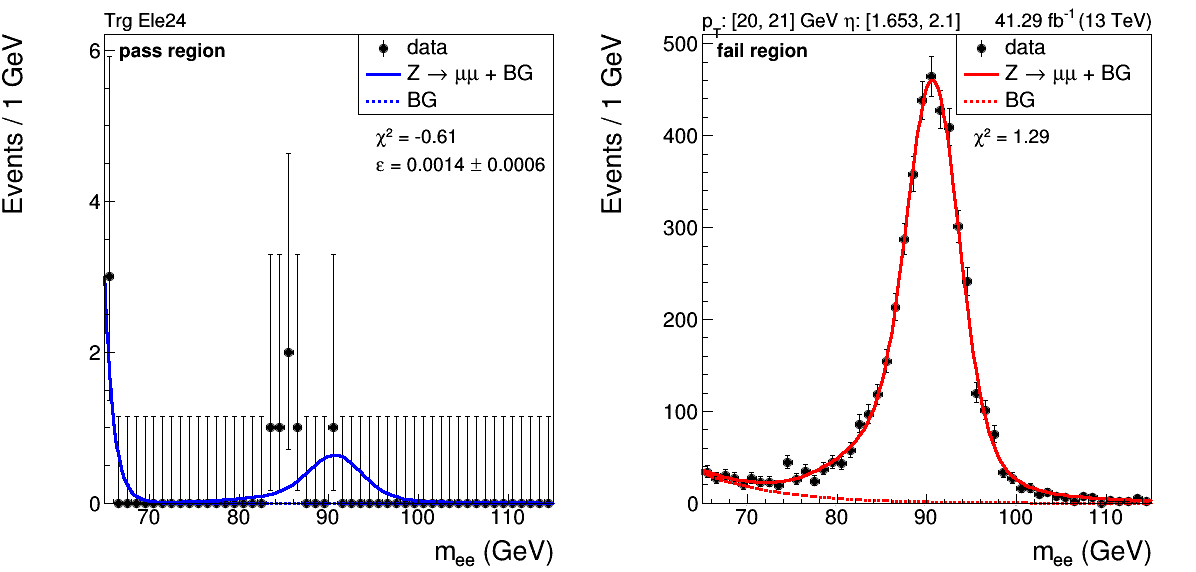 Trg Ele24
6
4
2
0
Events / 1 GeV
pass region
data
Z → μμ + BG
BG
χ² = -0.61
ε = 0.0014 ± 0.0006
70 80 90 100 110
m_ee (GeV)
p_T: [20, 21] GeV η: [1.653, 2.1] 41.29 fb⁻¹ (13 TeV)
500
400
300
200
100
0
Events / 1 GeV
fail region
data
Z → μμ + BG
BG
χ² = 1.29
70 80 90 100 110
m_ee (GeV)